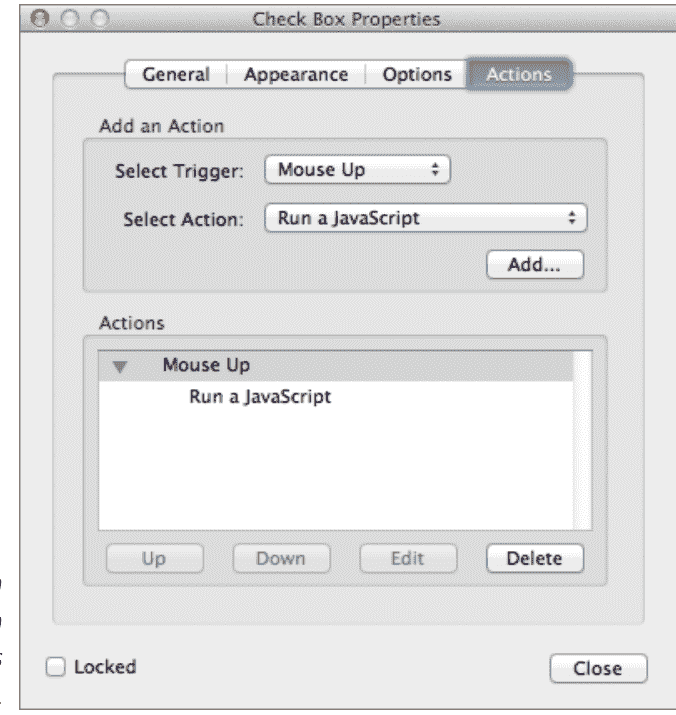 Check Box Properties
General Appearance Options Actions
Add an Action
Select Trigger: Mouse Up
Select Action: Run a JavaScript
Add...
Actions
Mouse Up
Run a JavaScript
Up Down Edit Delete
Locked Close